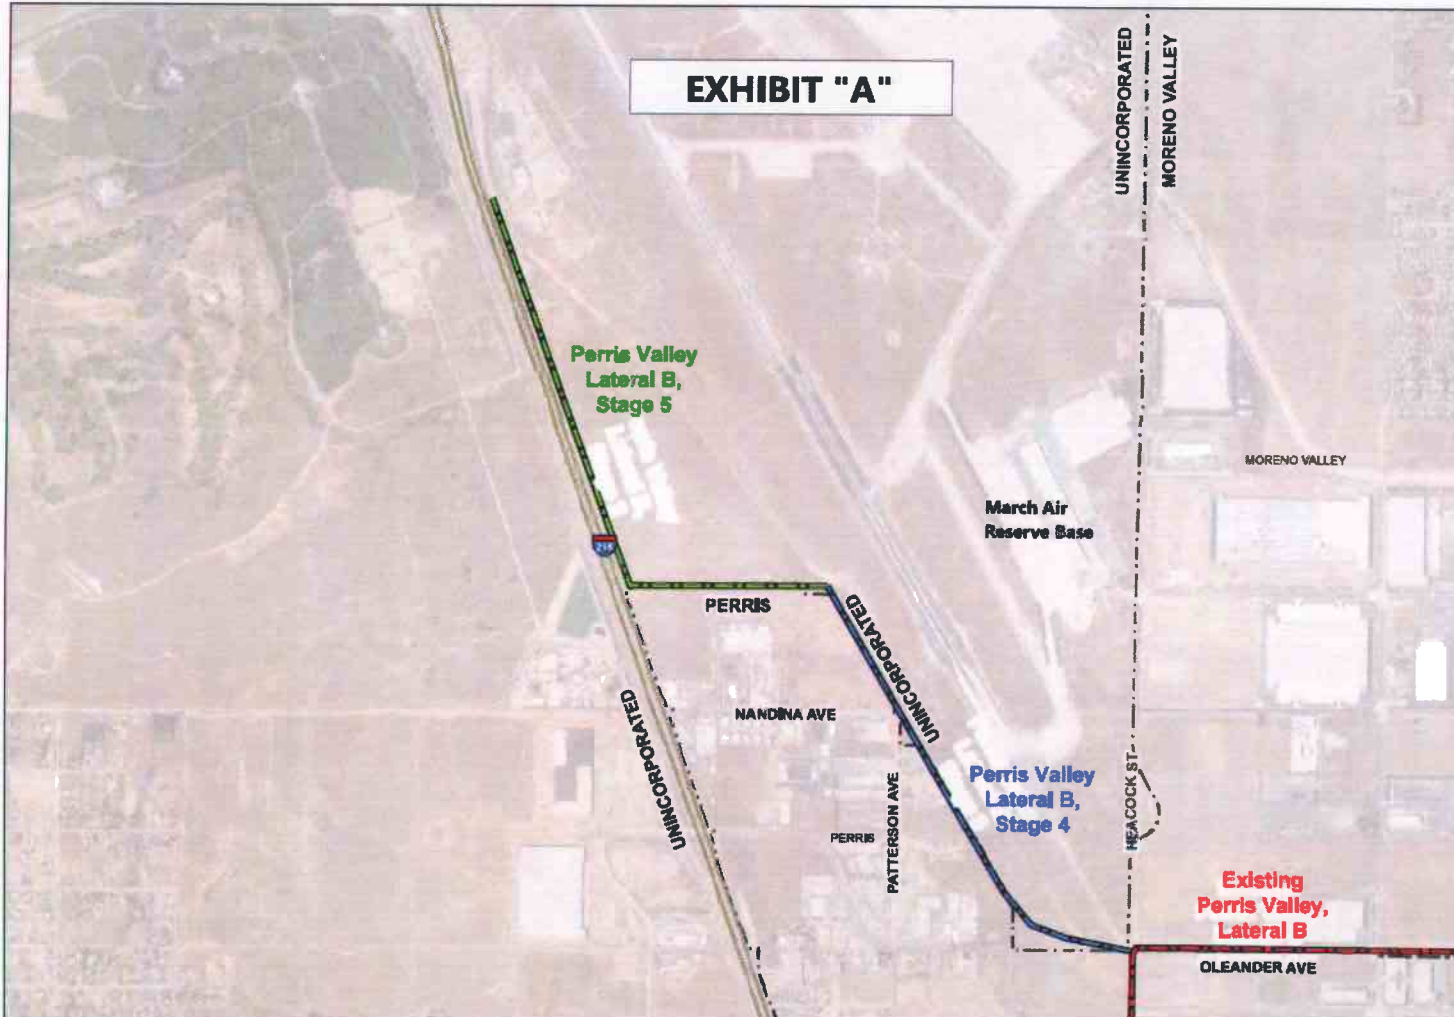 EXHIBIT "A"
UNINCORPORATED
MORENO VALLEY
Perris Valley
Lateral B,
Stage 5
MORENO VALLEY
March Air
Reserve Base
215
PERRIS
UNINCORPORATED
NANDINA AVE
UNINCORPORATED
Perris Valley
Lateral B,
Stage 4
HEACOCK ST
PATTERSON AVE
PERRIS
Existing
Perris Valley,
Lateral B
OLEANDER AVE